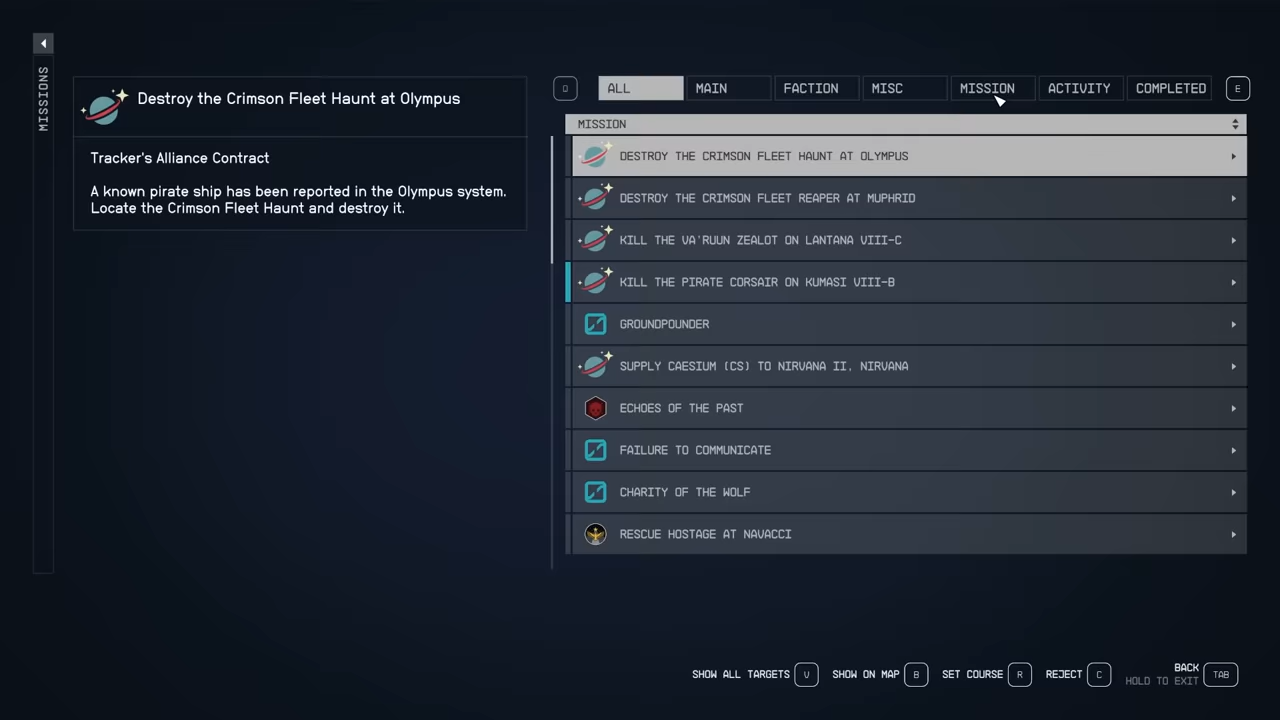 MISSIONS
Destroy the Crimson Fleet Haunt at Olympus
Tracker's Alliance Contract
A known pirate ship has been reported in the Olympus system.
Locate the Crimson Fleet Haunt and destroy it.
Q ALL MAIN FACTION MISC MISSION ACTIVITY COMPLETED E
MISSION
DESTROY THE CRIMSON FLEET HAUNT AT OLYMPUS
DESTROY THE CRIMSON FLEET REAPER AT MUPHRID
KILL THE VA'RUUN ZEALOT ON LANTANA VIII-C
KILL THE PIRATE CORSAIR ON KUMASI VIII-B
GROUNDPOUNDER
SUPPLY CAESIUM (CS) TO NIRVANA II, NIRVANA
ECHOES OF THE PAST
FAILURE TO COMMUNICATE
CHARITY OF THE WOLF
RESCUE HOSTAGE AT NAVACCI
SHOW ALL TARGETS V SHOW ON MAP B SET COURSE R REJECT C BACK TAB
HOLD TO EXIT